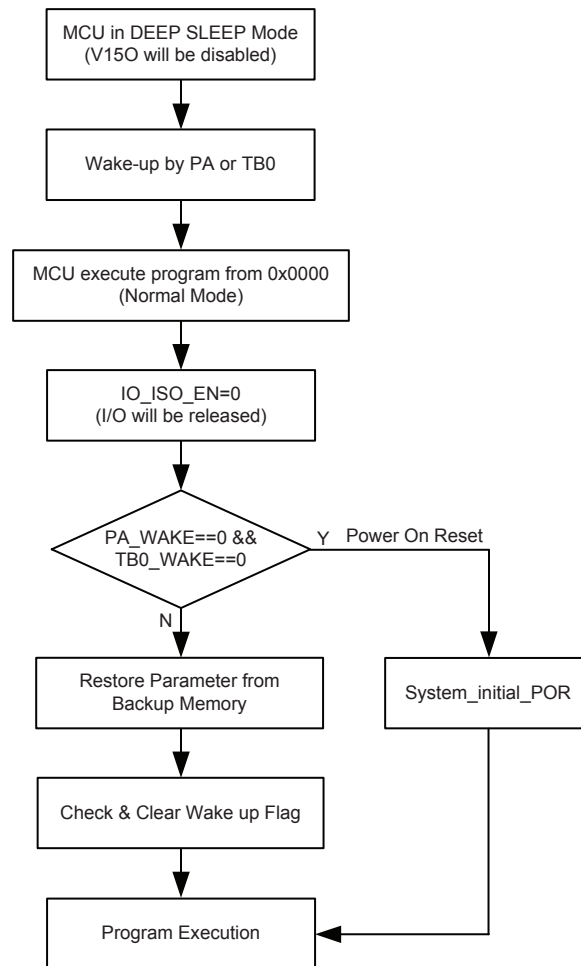 MCU in DEEP SLEEP Mode
(V15O will be disabled)
Wake-up by PA or TB0
MCU execute program from 0x0000
(Normal Mode)
IO_ISO_EN=0
(I/O will be released)
PA_WAKE==0 &&
TB0_WAKE==0
Y Power On Reset
N
Restore Parameter from
Backup Memory
System_initial_POR
Check & Clear Wake up Flag
Program Execution